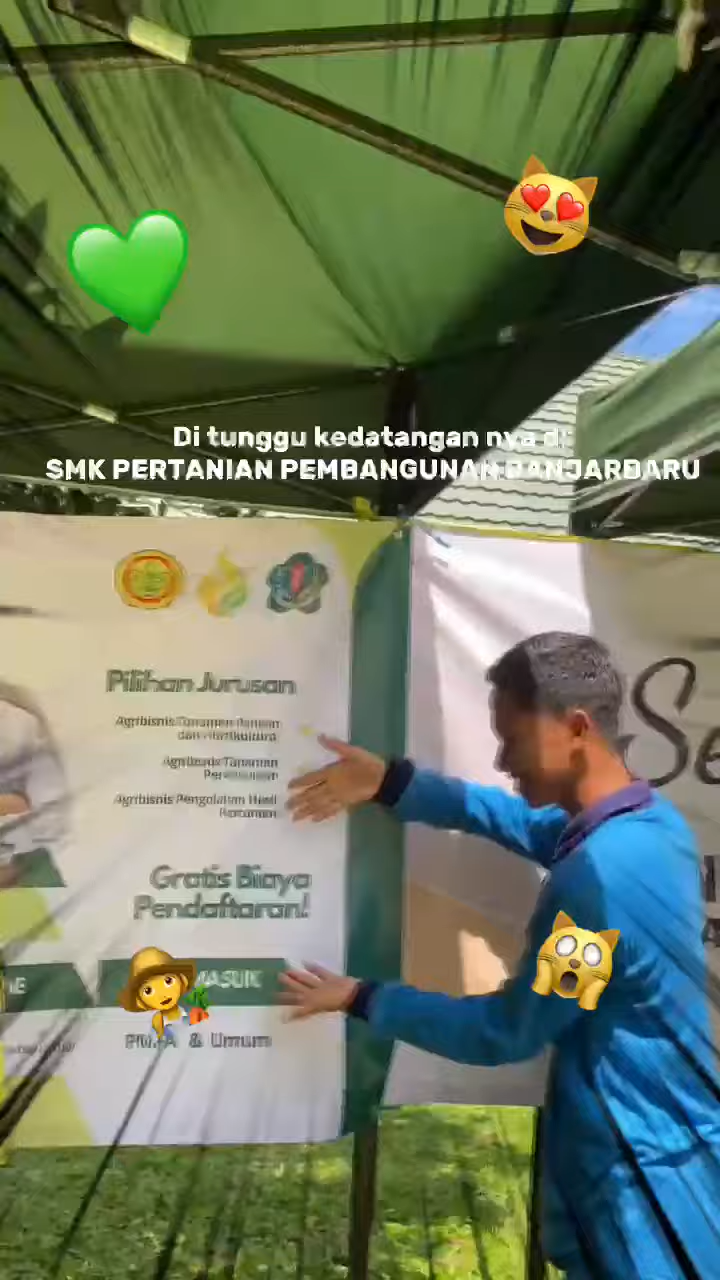 Di tunggu kedatangan nya di
SMK PERTANIAN PEMBANGUNAN BANJARBARU
Pilihan Jurusan
Agribisnis Tanaman Pangan
dan Hortikultura
Agribisnis Tanaman
Perkebunan
Agribisnis Pengolahan Hasil
Pertanian
Gratis Biaya
Pendaftaran!
MASUK
& Umum
Se